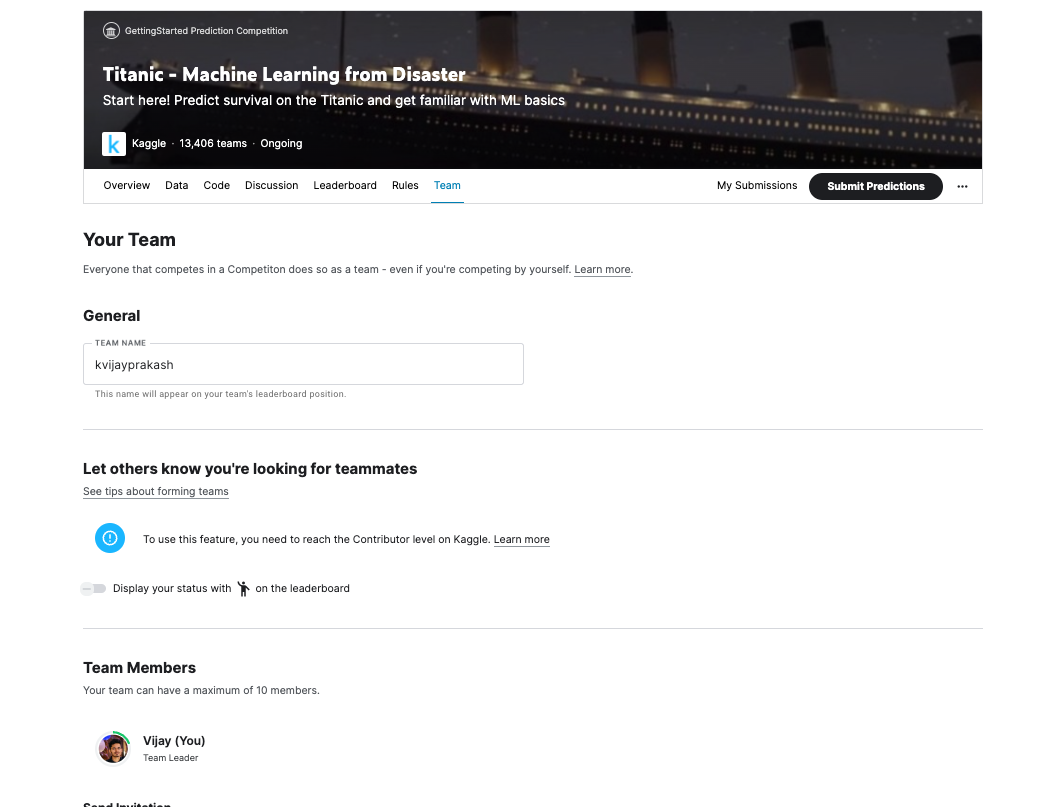 GettingStarted Prediction Competition
Titanic - Machine Learning from Disaster
Start here! Predict survival on the Titanic and get familiar with ML basics
k Kaggle · 13,406 teams · Ongoing
Overview Data Code Discussion Leaderboard Rules Team My Submissions Submit Predictions ...
Your Team
Everyone that competes in a Competiton does so as a team - even if you're competing by yourself. Learn more.
General
TEAM NAME
kvijayprakash
This name will appear on your team's leaderboard position.
Let others know you're looking for teammates
See tips about forming teams
To use this feature, you need to reach the Contributor level on Kaggle. Learn more
Display your status with on the leaderboard
Team Members
Your team can have a maximum of 10 members.
Vijay (You)
Team Leader
Send Invitation